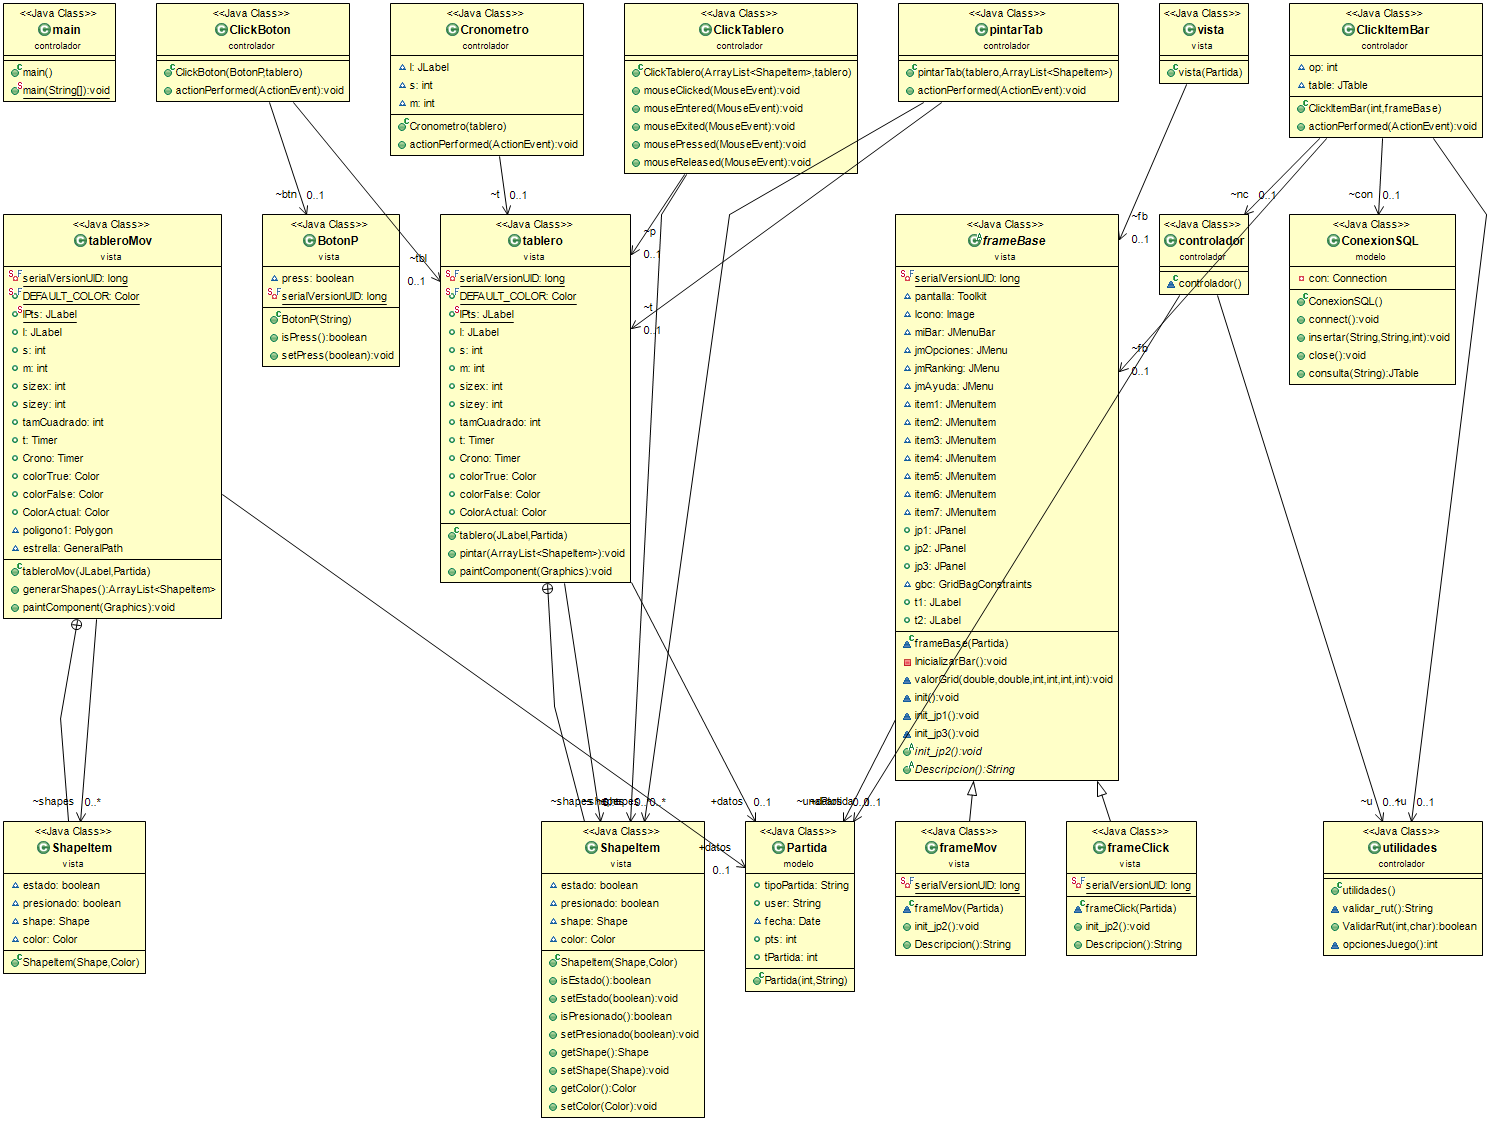 <<Java Class>>
main
controlador
main()
main(String[]):void
<<Java Class>>
ClickBoton
controlador
ClickBoton(BotonP,tablero)
actionPerformed(ActionEvent):void
<<Java Class>>
Cronometro
controlador
l: JLabel
s: int
m: int
Cronometro(tablero)
actionPerformed(ActionEvent):void
<<Java Class>>
ClickTablero
controlador
ClickTablero(ArrayList<ShapeItem>,tablero)
mouseClicked(MouseEvent):void
mouseEntered(MouseEvent):void
mouseExited(MouseEvent):void
mousePressed(MouseEvent):void
mouseReleased(MouseEvent):void
<<Java Class>>
pintarTab
controlador
pintarTab(tablero,ArrayList<ShapeItem>)
actionPerformed(ActionEvent):void
<<Java Class>>
vista
vista
vista(Partida)
<<Java Class>>
ClickItemBar
controlador
op: int
table: JTable
ClickItemBar(int,frameBase)
actionPerformed(ActionEvent):void
~btn 0..1
~tbl
0..1
~t 0..1
~p
0..1
~t
0..1
~fb
0..1
~nc 0..1
~con 0..1
~fb
0..1
<<Java Class>>
tableroMov
vista
serialVersionUID: long
DEFAULT_COLOR: Color
lPts: JLabel
l: JLabel
s: int
m: int
sizex: int
sizey: int
tamCuadrado: int
t: Timer
Crono: Timer
colorTrue: Color
colorFalse: Color
ColorActual: Color
poligono1: Polygon
estrella: GeneralPath
tableroMov(JLabel,Partida)
generarShapes():ArrayList<ShapeItem>
paintComponent(Graphics):void
<<Java Class>>
BotonP
vista
press: boolean
serialVersionUID: long
BotonP(String)
isPress():boolean
setPress(boolean):void
<<Java Class>>
tablero
vista
serialVersionUID: long
DEFAULT_COLOR: Color
lPts: JLabel
l: JLabel
s: int
m: int
sizex: int
sizey: int
tamCuadrado: int
t: Timer
Crono: Timer
colorTrue: Color
colorFalse: Color
ColorActual: Color
tablero(JLabel,Partida)
pintar(ArrayList<ShapeItem>):void
paintComponent(Graphics):void
<<Java Class>>
frameBase
vista
serialVersionUID: long
pantalla: Toolkit
Icono: Image
miBar: JMenuBar
jmOpciones: JMenu
jmRanking: JMenu
jmAyuda: JMenu
item1: JMenuItem
item2: JMenuItem
item3: JMenuItem
item4: JMenuItem
item5: JMenuItem
item6: JMenuItem
item7: JMenuItem
jp1: JPanel
jp2: JPanel
jp3: JPanel
gbc: GridBagConstraints
t1: JLabel
t2: JLabel
frameBase(Partida)
InicializarBar():void
valorGrid(double,double,int,int,int,int):void
init():void
init_jp1():void
init_jp3():void
init_jp2():void
Descripcion():String
<<Java Class>>
controlador
controlador
controlador()
<<Java Class>>
ConexionSQL
modelo
con: Connection
ConexionSQL()
connect():void
insertar(String,String,int):void
close():void
consulta(String):JTable
~shapes 0..*
~shapes
0..*
+datos 0..1
+datos
0..1
0..1
~u 0..1
~u 0..1
<<Java Class>>
ShapeItem
vista
estado: boolean
presionado: boolean
shape: Shape
color: Color
ShapeItem(Shape,Color)
<<Java Class>>
ShapeItem
vista
estado: boolean
presionado: boolean
shape: Shape
color: Color
ShapeItem(Shape,Color)
isEstado():boolean
setEstado(boolean):void
isPresionado():boolean
setPresionado(boolean):void
getShape():Shape
setShape(Shape):void
getColor():Color
setColor(Color):void
<<Java Class>>
Partida
modelo
tipoPartida: String
user: String
fecha: Date
pts: int
tPartida: int
Partida(int,String)
<<Java Class>>
frameMov
vista
serialVersionUID: long
frameMov(Partida)
init_jp2():void
Descripcion():String
<<Java Class>>
frameClick
vista
serialVersionUID: long
frameClick(Partida)
init_jp2():void
Descripcion():String
<<Java Class>>
utilidades
controlador
utilidades()
validar_rut():String
ValidarRut(int,char):boolean
opcionesJuego():int